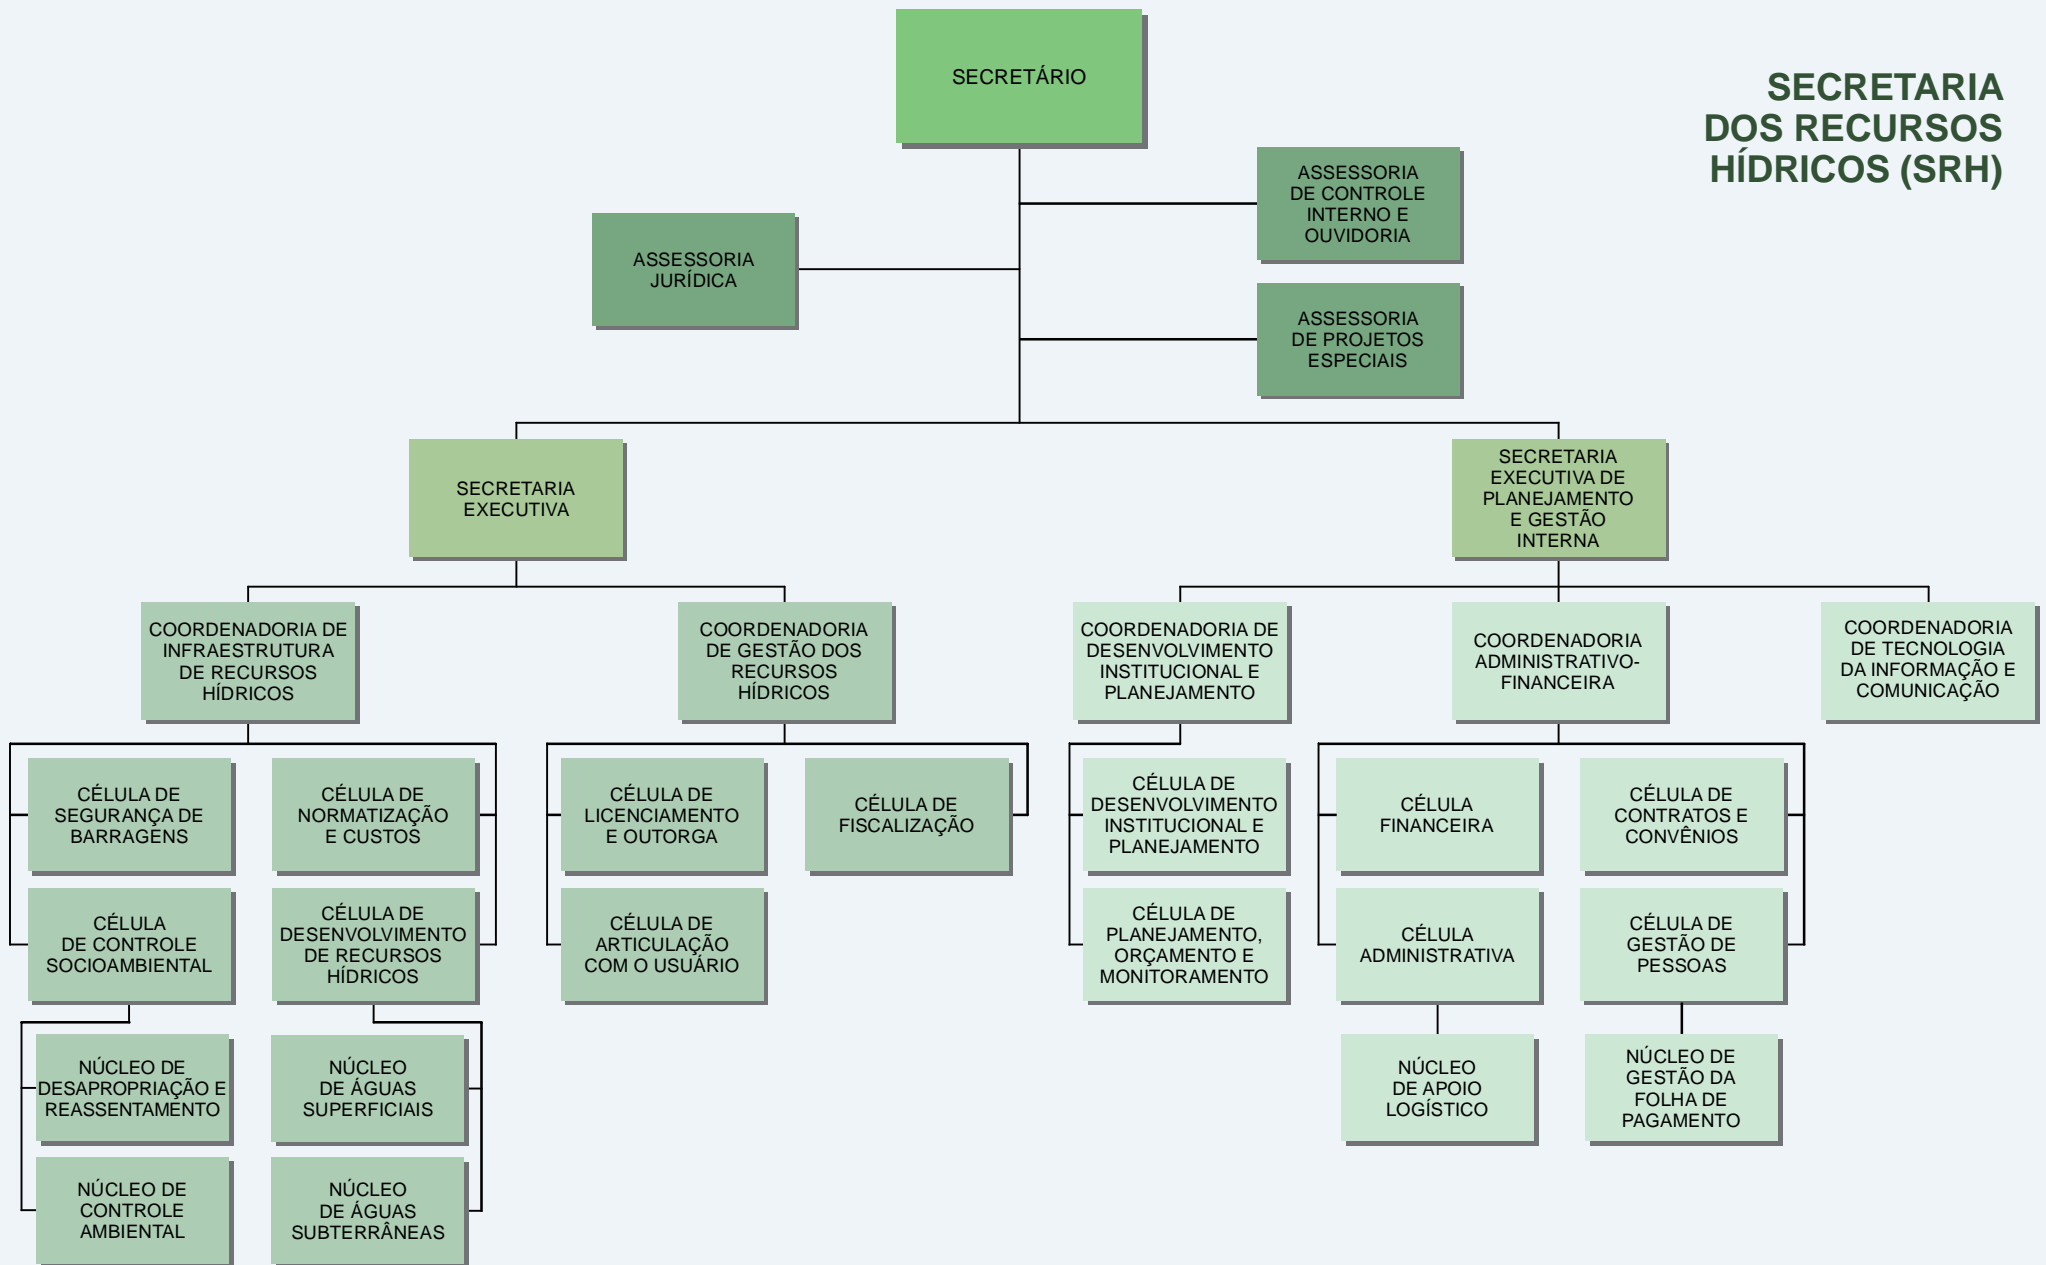 SECRETÁRIO
SECRETARIA
DOS RECURSOS
HÍDRICOS (SRH)
ASSESSORIA
DE CONTROLE
INTERNO E
OUVIDORIA
ASSESSORIA
JURÍDICA
ASSESSORIA
DE PROJETOS
ESPECIAIS
SECRETARIA
EXECUTIVA
SECRETARIA
EXECUTIVA DE
PLANEJAMENTO
E GESTÃO
INTERNA
COORDENADORIA DE
INFRAESTRUTURA
DE RECURSOS
HÍDRICOS
COORDENADORIA
DE GESTÃO DOS
RECURSOS
HÍDRICOS
COORDENADORIA DE
DESENVOLVIMENTO
INSTITUCIONAL E
PLANEJAMENTO
COORDENADORIA
ADMINISTRATIVO-
FINANCEIRA
COORDENADORIA
DE TECNOLOGIA
DA INFORMAÇÃO E
COMUNICAÇÃO
CÉLULA DE
SEGURANÇA DE
BARRAGENS
CÉLULA DE
NORMATIZAÇÃO
E CUSTOS
CÉLULA DE
LICENCIAMENTO
E OUTORGA
CÉLULA DE
FISCALIZAÇÃO
CÉLULA DE
DESENVOLVIMENTO
INSTITUCIONAL E
PLANEJAMENTO
CÉLULA
FINANCEIRA
CÉLULA DE
CONTRATOS E
CONVÊNIOS
CÉLULA
DE CONTROLE
SOCIOAMBIENTAL
CÉLULA DE
DESENVOLVIMENTO
DE RECURSOS
HÍDRICOS
CÉLULA DE
ARTICULAÇÃO
COM O USUÁRIO
CÉLULA DE
PLANEJAMENTO,
ORÇAMENTO E
MONITORAMENTO
CÉLULA
ADMINISTRATIVA
CÉLULA DE
GESTÃO DE
PESSOAS
NÚCLEO DE
DESAPROPRIAÇÃO E
REASSENTAMENTO
NÚCLEO
DE ÁGUAS
SUPERFICIAIS
NÚCLEO
DE APOIO
LOGÍSTICO
NÚCLEO DE
GESTÃO DA
FOLHA DE
PAGAMENTO
NÚCLEO DE
CONTROLE
AMBIENTAL
NÚCLEO
DE ÁGUAS
SUBTERRÂNEAS